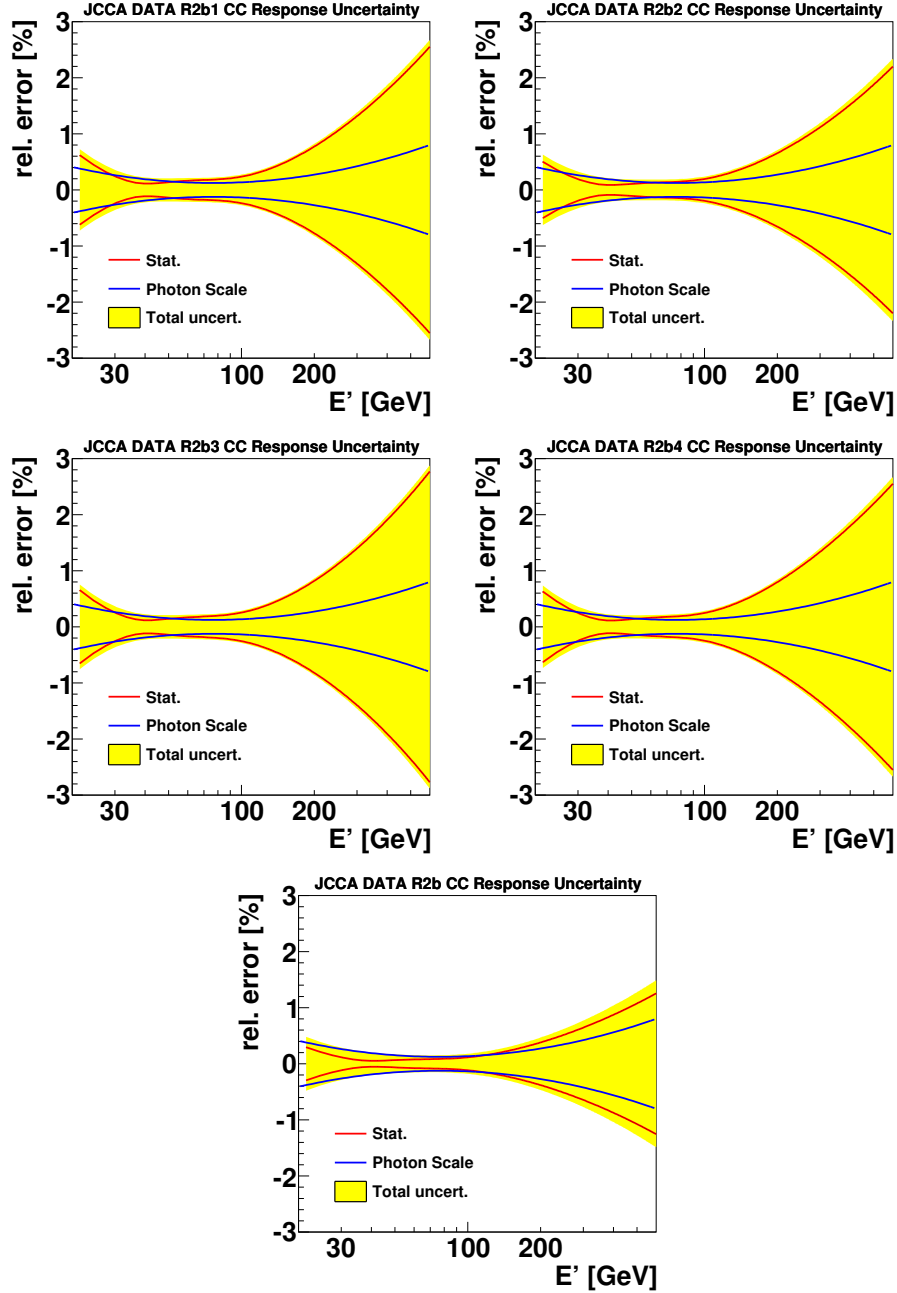 JCCA DATA R2b1 CC Response Uncertainty
rel. error [%]
3
2
1
0
-1
-2
-3
Stat.
Photon Scale
Total uncert.
30 100 200
E' [GeV]
JCCA DATA R2b2 CC Response Uncertainty
rel. error [%]
3
2
1
0
-1
-2
-3
Stat.
Photon Scale
Total uncert.
30 100 200
E' [GeV]
JCCA DATA R2b3 CC Response Uncertainty
rel. error [%]
3
2
1
0
-1
-2
-3
Stat.
Photon Scale
Total uncert.
30 100 200
E' [GeV]
JCCA DATA R2b4 CC Response Uncertainty
rel. error [%]
3
2
1
0
-1
-2
-3
Stat.
Photon Scale
Total uncert.
30 100 200
E' [GeV]
JCCA DATA R2b CC Response Uncertainty
rel. error [%]
3
2
1
0
-1
-2
-3
Stat.
Photon Scale
Total uncert.
30 100 200
E' [GeV]